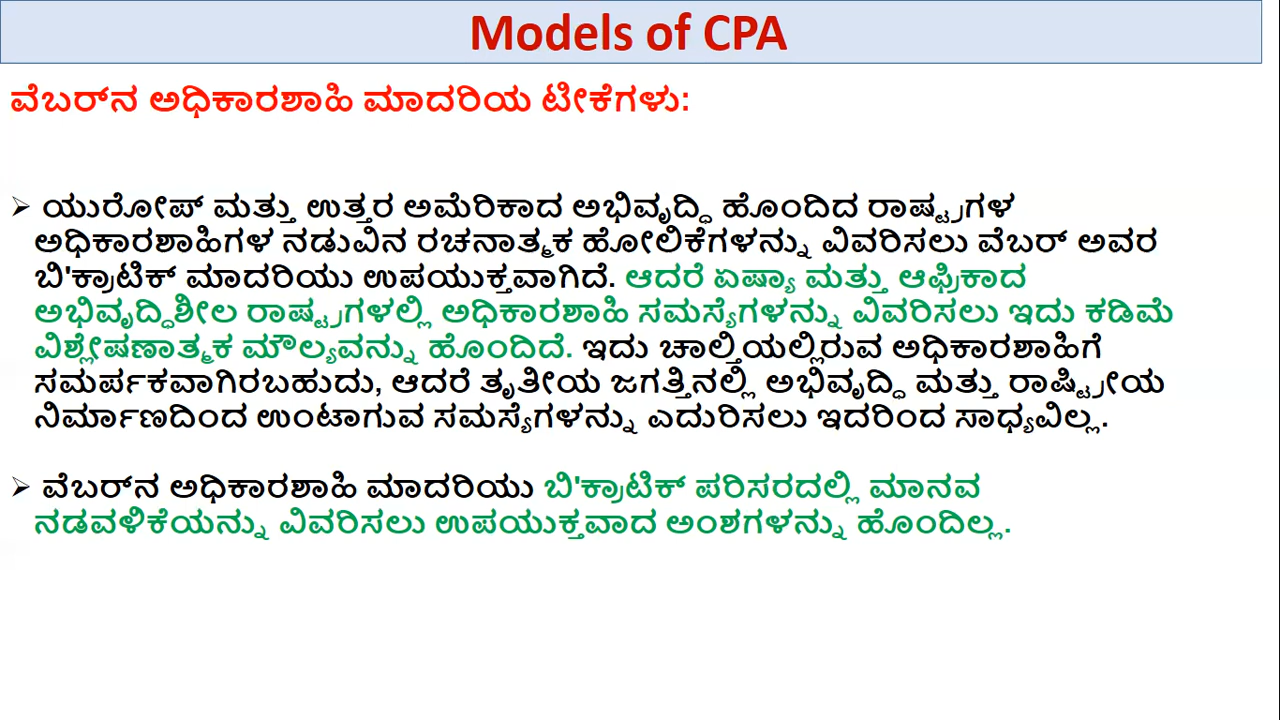 Models of CPA
ವೆಬರ್‌ನ ಅಧಿಕಾರಶಾಹಿ ಮಾದರಿಯ ಟೀಕೆಗಳು:
➢ ಯುರೋಪ್ ಮತ್ತು ಉತ್ತರ ಅಮೆರಿಕಾದ ಅಭಿವೃದ್ಧಿ ಹೊಂದಿದ ರಾಷ್ಟ್ರಗಳ
ಅಧಿಕಾರಶಾಹಿಗಳ ನಡುವಿನ ರಚನಾತ್ಮಕ ಹೋಲಿಕೆಗಳನ್ನು ವಿವರಿಸಲು ವೆಬರ್ ಅವರ
ಬಿ'ಕ್ರಾಟಿಕ್ ಮಾದರಿಯು ಉಪಯುಕ್ತವಾಗಿದೆ. ಆದರೆ ಏಷ್ಯಾ ಮತ್ತು ಆಫ್ರಿಕಾದ
ಅಭಿವೃದ್ಧಿಶೀಲ ರಾಷ್ಟ್ರಗಳಲ್ಲಿ ಅಧಿಕಾರಶಾಹಿ ಸಮಸ್ಯೆಗಳನ್ನು ವಿವರಿಸಲು ಇದು ಕಡಿಮೆ
ವಿಶ್ಲೇಷಣಾತ್ಮಕ ಮೌಲ್ಯವನ್ನು ಹೊಂದಿದೆ. ಇದು ಚಾಲ್ತಿಯಲ್ಲಿರುವ ಅಧಿಕಾರಶಾಹಿಗೆ
ಸಮರ್ಪಕವಾಗಿರಬಹುದು, ಆದರೆ ತೃತೀಯ ಜಗತ್ತಿನಲ್ಲಿ ಅಭಿವೃದ್ಧಿ ಮತ್ತು ರಾಷ್ಟ್ರೀಯ
ನಿರ್ಮಾಣದಿಂದ ಉಂಟಾಗುವ ಸಮಸ್ಯೆಗಳನ್ನು ಎದುರಿಸಲು ಇದರಿಂದ ಸಾಧ್ಯವಿಲ್ಲ.
➢ ವೆಬರ್‌ನ ಅಧಿಕಾರಶಾಹಿ ಮಾದರಿಯು ಬಿ'ಕ್ರಾಟಿಕ್ ಪರಿಸರದಲ್ಲಿ ಮಾನವ
ನಡವಳಿಕೆಯನ್ನು ವಿವರಿಸಲು ಉಪಯುಕ್ತವಾದ ಅಂಶಗಳನ್ನು ಹೊಂದಿಲ್ಲ.